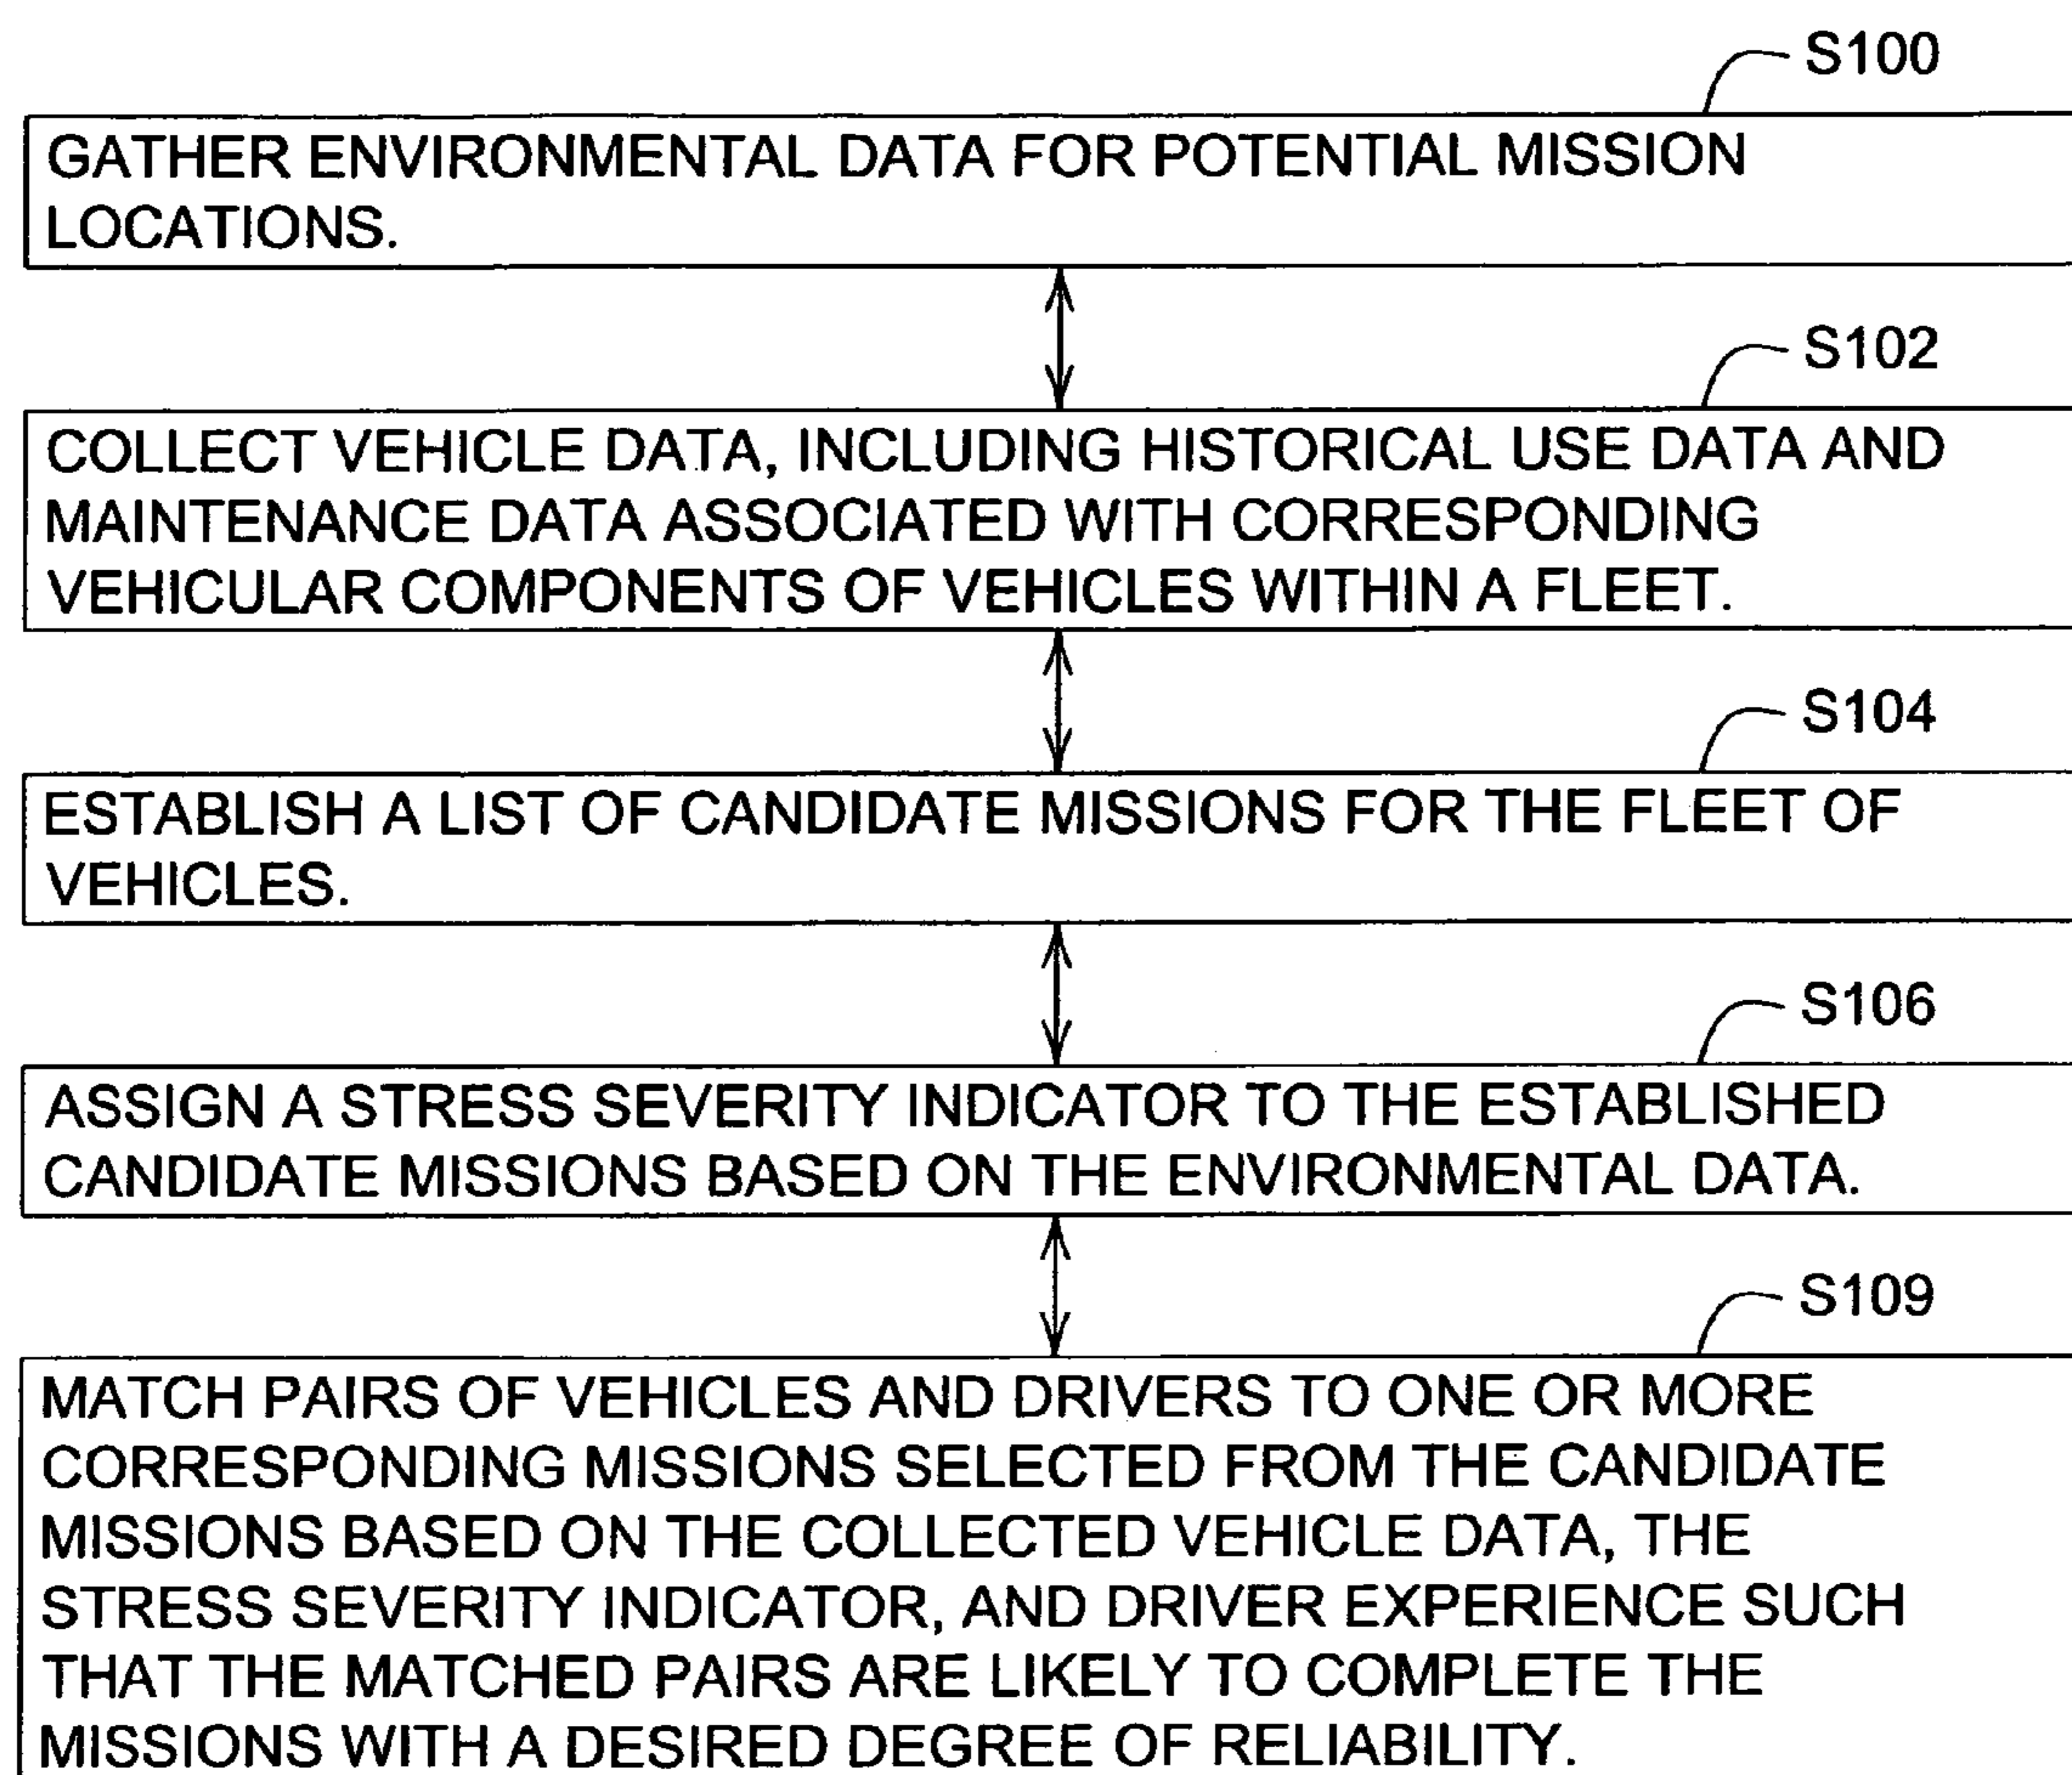 S100
GATHER ENVIRONMENTAL DATA FOR POTENTIAL MISSION
LOCATIONS.
S102
COLLECT VEHICLE DATA, INCLUDING HISTORICAL USE DATA AND
MAINTENANCE DATA ASSOCIATED WITH CORRESPONDING
VEHICULAR COMPONENTS OF VEHICLES WITHIN A FLEET.
S104
ESTABLISH A LIST OF CANDIDATE MISSIONS FOR THE FLEET OF
VEHICLES.
S106
ASSIGN A STRESS SEVERITY INDICATOR TO THE ESTABLISHED
CANDIDATE MISSIONS BASED ON THE ENVIRONMENTAL DATA.
S109
MATCH PAIRS OF VEHICLES AND DRIVERS TO ONE OR MORE
CORRESPONDING MISSIONS SELECTED FROM THE CANDIDATE
MISSIONS BASED ON THE COLLECTED VEHICLE DATA, THE
STRESS SEVERITY INDICATOR, AND DRIVER EXPERIENCE SUCH
THAT THE MATCHED PAIRS ARE LIKELY TO COMPLETE THE
MISSIONS WITH A DESIRED DEGREE OF RELIABILITY.